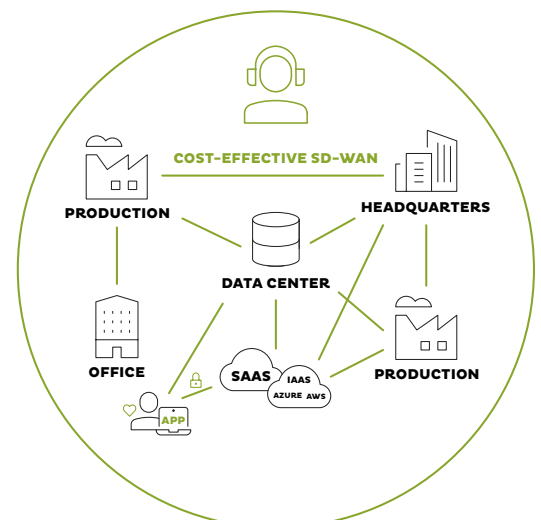 COST-EFFECTIVE SD-WAN
PRODUCTION
HEADQUARTERS
DATA CENTER
OFFICE
SAAS
IAAS
AZURE AWS
PRODUCTION
APP